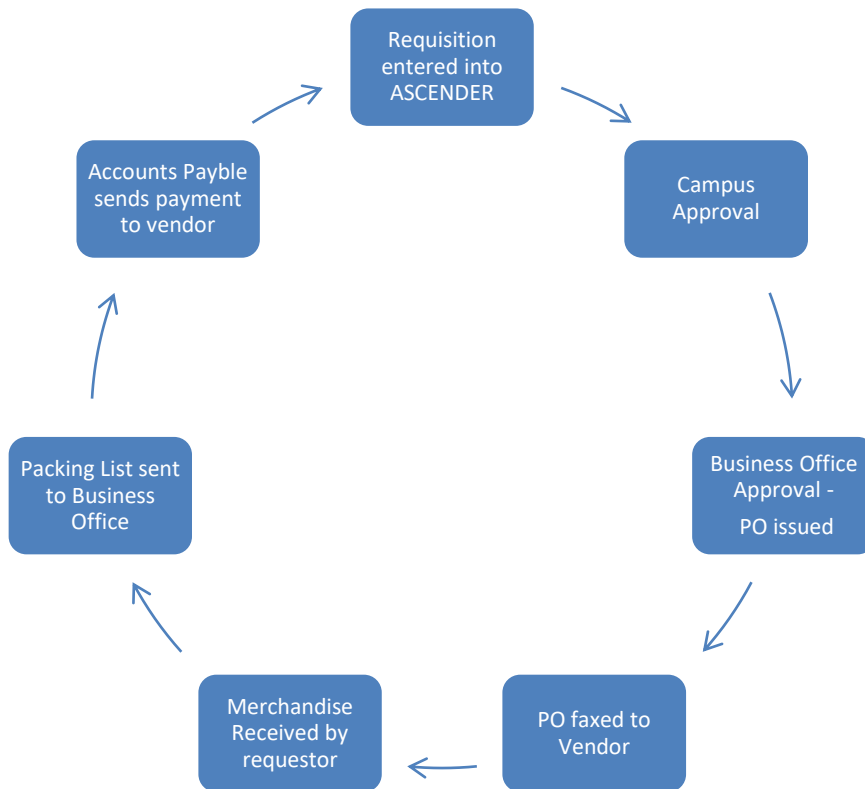 Requisition
entered into
ASCENDER
Campus
Approval
Business Office
Approval -
PO issued
PO faxed to
Vendor
Merchandise
Received by
requestor
Packing List sent
to Business
Office
Accounts Payble
sends payment
to vendor